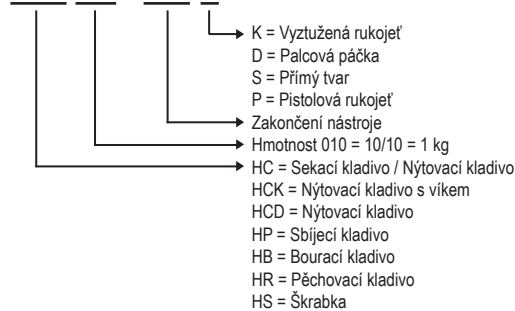 K = Vyztužená rukojeť
D = Palcová páčka
S = Přímý tvar
P = Pistolová rukojeť
Zakončení nástroje
Hmotnost 010 = 10/10 = 1 kg
HC = Sekací kladivo / Nýtovací kladivo
HCK = Nýtovací kladivo s víkem
HCD = Nýtovací kladivo
HP = Sbíjecí kladivo
HB = Bourací kladivo
HR = Pěchovací kladivo
HS = Škrabka